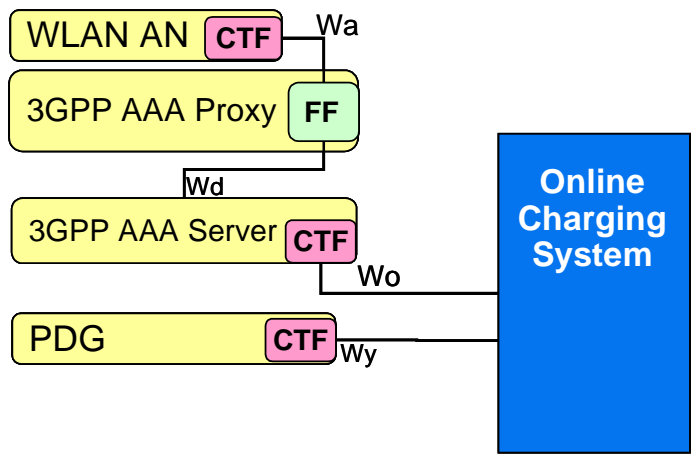 WLAN AN CTF Wa
3GPP AAA Proxy FF
Wd
3GPP AAA Server CTF
Wo
PDG CTF Wy
Online
Charging
System